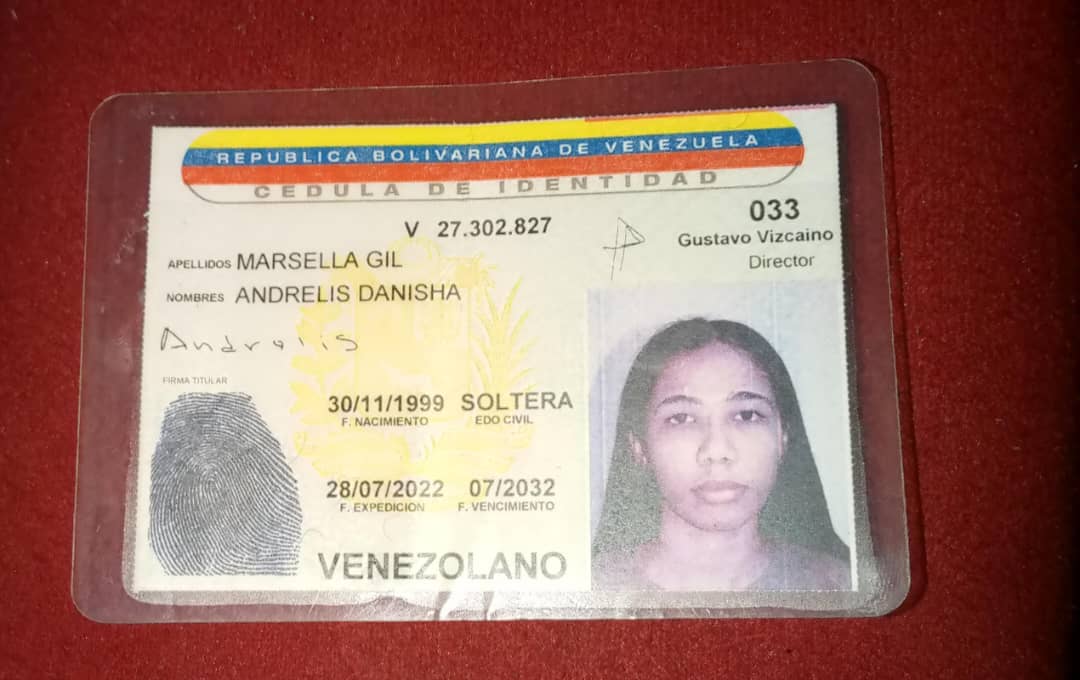 REPUBLICA BOLIVARIANA DE VENEZUELA
CEDULA DE IDENTIDAD
V 27.302.827
033
Gustavo Vizcaino
Director
APELLIDOS MARSELLA GIL
NOMBRES ANDRELIS DANISHA
Andrelis
FIRMA TITULAR
30/11/1999 SOLTERA
F. NACIMIENTO EDO CIVIL
28/07/2022 07/2032
F. EXPEDICION F. VENCIMIENTO
VENEZOLANO